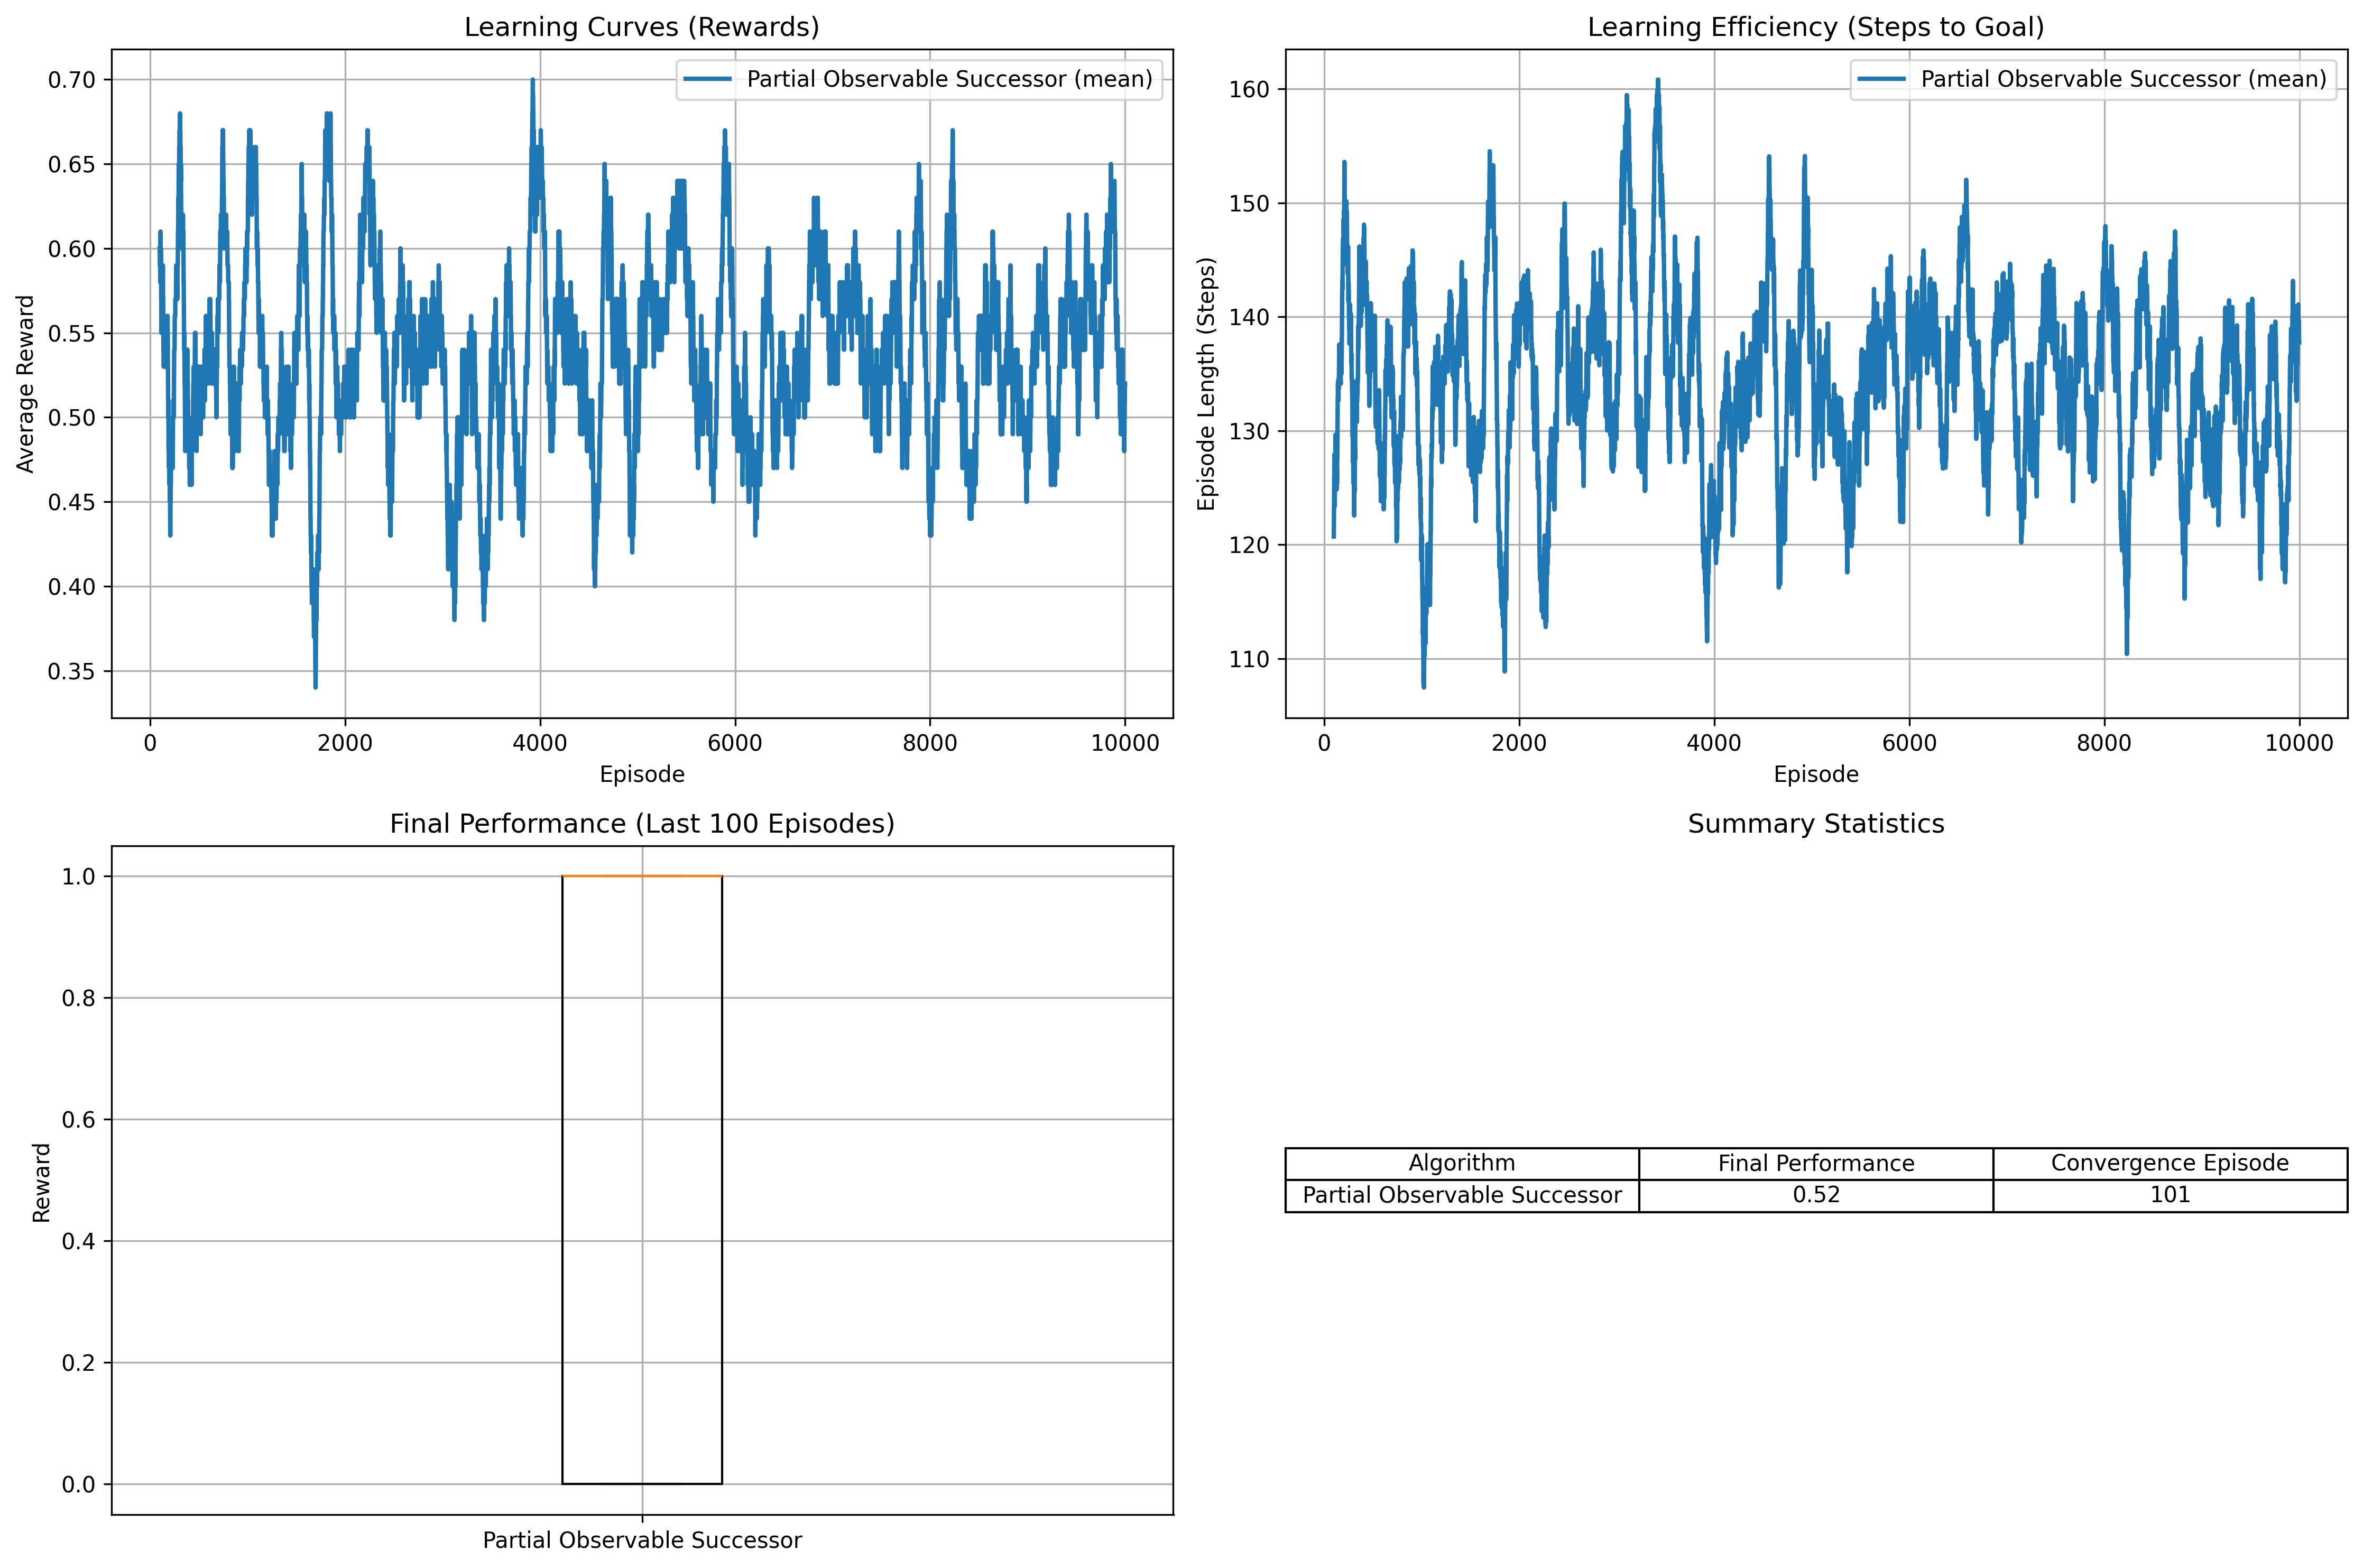 Learning Curves (Rewards)
Partial Observable Successor (mean)
0.70
0.65
0.60
0.55
0.50
0.45
0.40
0.35
Average Reward
0 2000 4000 6000 8000 10000
Episode
Learning Efficiency (Steps to Goal)
Partial Observable Successor (mean)
160
150
140
130
120
110
Episode Length (Steps)
0 2000 4000 6000 8000 10000
Episode
Final Performance (Last 100 Episodes)
1.0
0.8
0.6
0.4
0.2
0.0
Reward
Partial Observable Successor
Summary Statistics
Algorithm Final Performance Convergence Episode
Partial Observable Successor 0.52 101